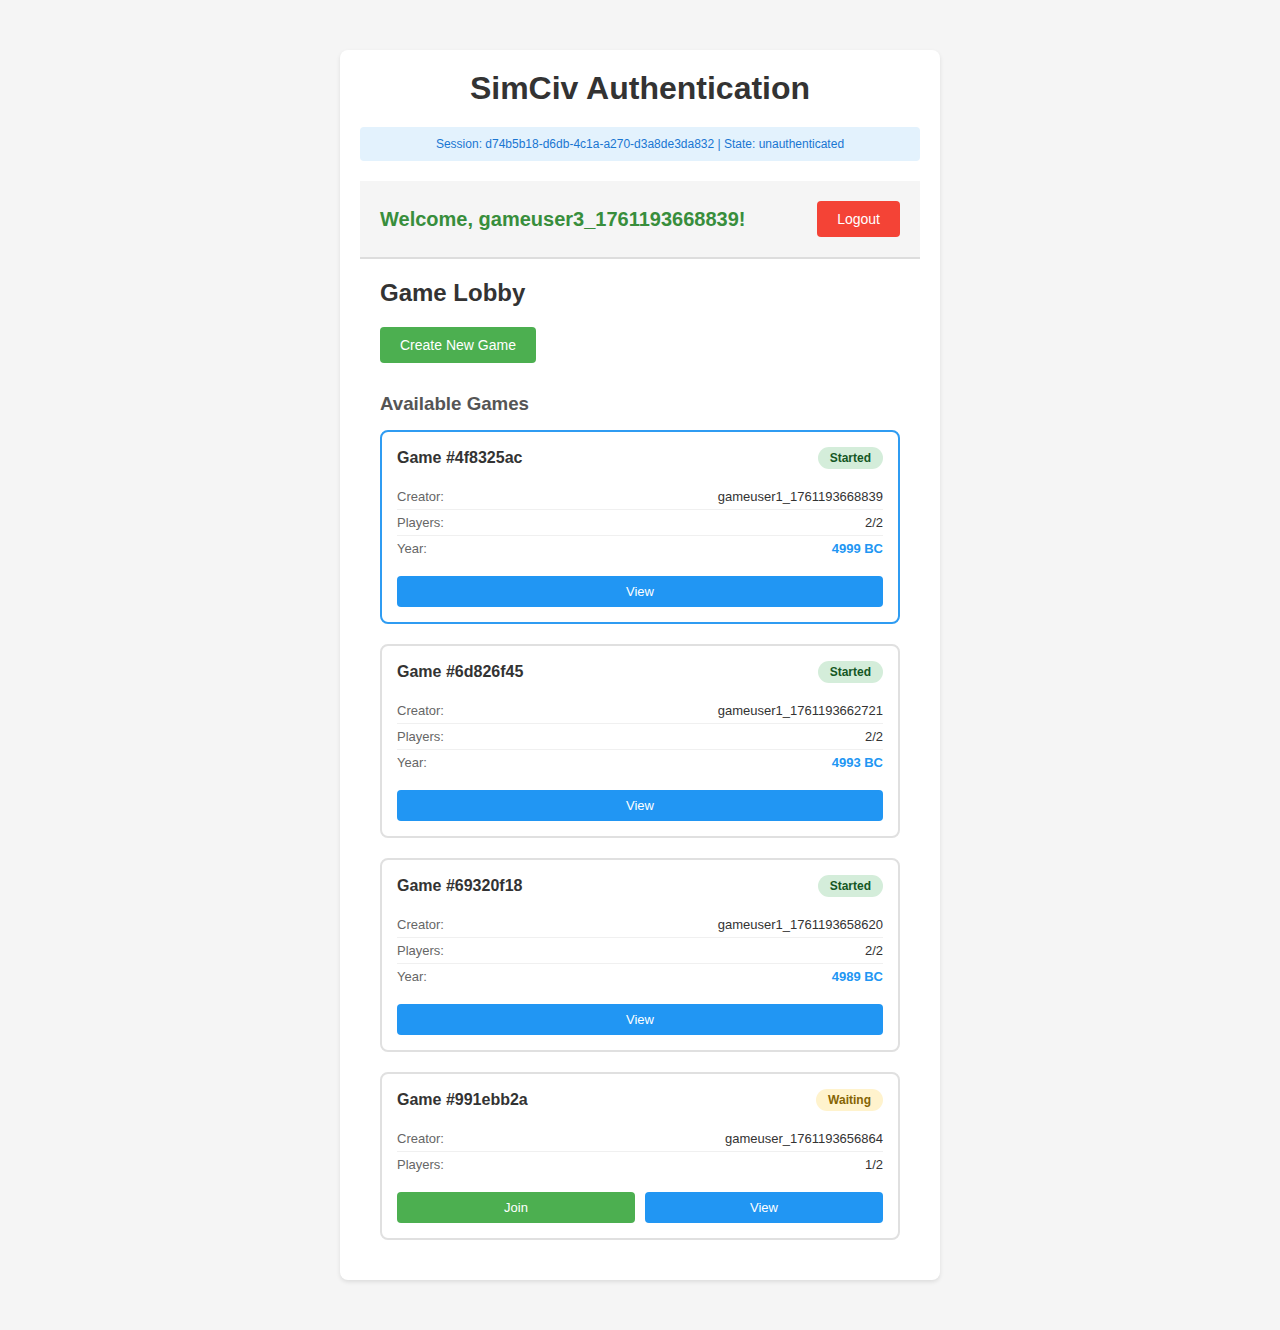 SimCiv Authentication
Session: d74b5b18-d6db-4c1a-a270-d3a8de3da832 | State: unauthenticated
Welcome, gameuser3_1761193668839!
Logout
Game Lobby
Create New Game
Available Games
Game #4f8325ac
Started
Creator: gameuser1_1761193668839
Players: 2/2
Year: 4999 BC
View
Game #6d826f45
Started
Creator: gameuser1_1761193662721
Players: 2/2
Year: 4993 BC
View
Game #69320f18
Started
Creator: gameuser1_1761193658620
Players: 2/2
Year: 4989 BC
View
Game #991ebb2a
Waiting
Creator: gameuser_1761193656864
Players: 1/2
Join
View